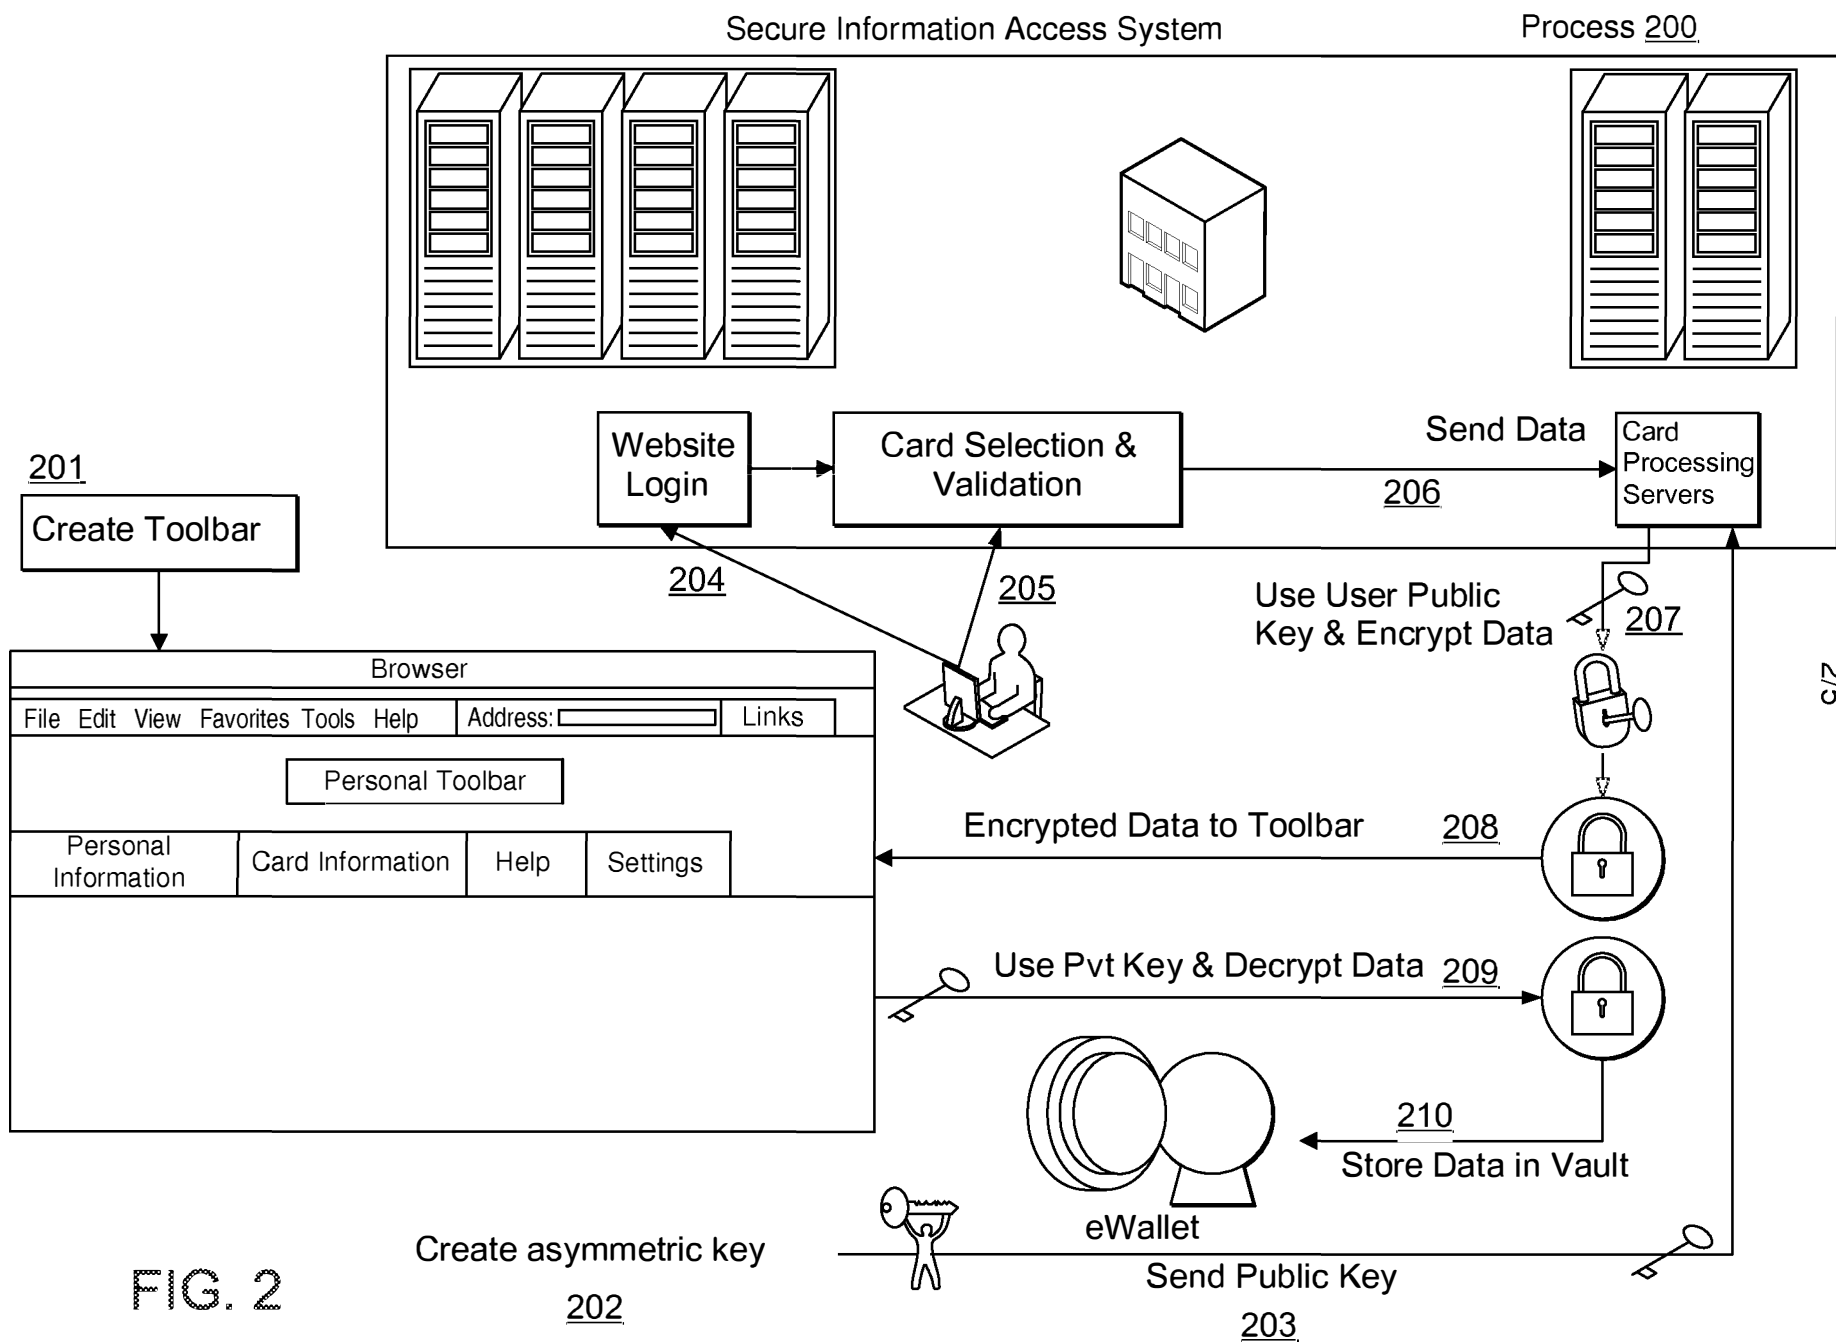 Secure Information Access System
Process 200
201
Create Toolbar
Website
Login
Card Selection &
Validation
Send Data
206
Card
Processing
Servers
204
205
Use User Public
Key & Encrypt Data
207
2/5
Browser
File Edit View Favorites Tools Help Address: Links
Personal Toolbar
Personal
Information
Card Information
Help
Settings
Encrypted Data to Toolbar 208
Use Pvt Key & Decrypt Data 209
210
Store Data in Vault
eWallet
Create asymmetric key
202
Send Public Key
203
FIG. 2